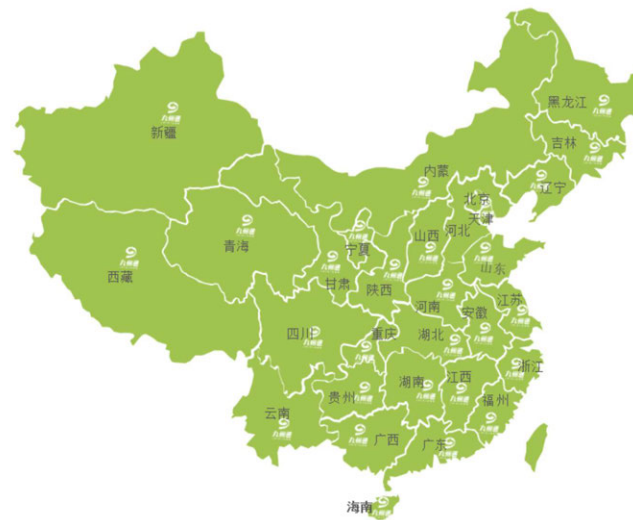 黑龙江
新疆
吉林
内蒙
辽宁
北京
天津
青海
宁夏
山西
河北
西藏
甘肃
陕西
山东
河南
安徽
江苏
四川
重庆
湖北
浙江
贵州
湖南
江西
福州
云南
广西
广东
海南